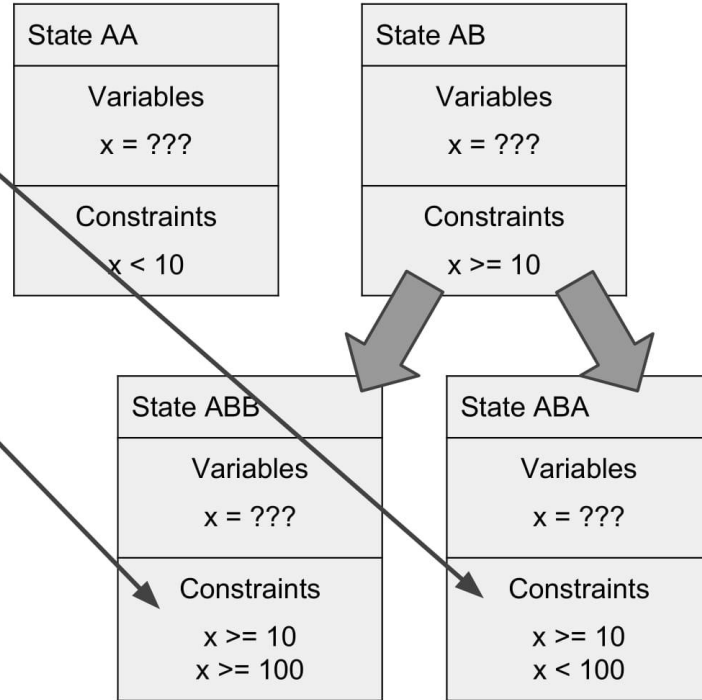 State AA
Variables
x = ???
Constraints
x < 10
State AB
Variables
x = ???
Constraints
x >= 10
State ABB
Variables
x = ???
Constraints
x >= 10
x >= 100
State ABA
Variables
x = ???
Constraints
x >= 10
x < 100